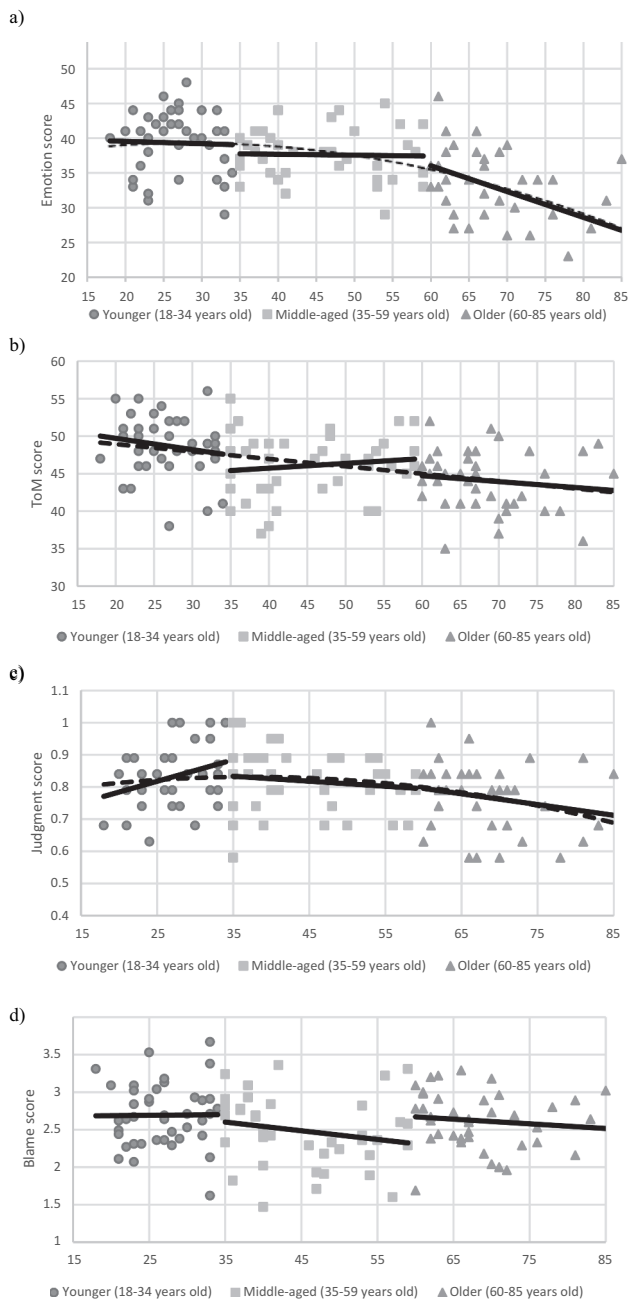 a)
50
45
40
35
30
25
20
Emotion score
15 20 25 30 35 40 45 50 55 60 65 70 75 80 85
Younger (18-34 years old) Middle-aged (35-59 years old) Older (60-85 years old)
b)
60
55
50
45
40
35
30
ToM score
15 20 25 30 35 40 45 50 55 60 65 70 75 80 85
Younger (18-34 years old) Middle-aged (35-59 years old) Older (60-85 years old)
c)
1.1
1
0.9
0.8
0.7
0.6
0.5
0.4
Judgment score
15 25 35 45 55 65 75 85
Younger (18-34 years old) Middle-aged (35-59 years old) Older (60-85 years old)
d)
4
3.5
3
2.5
2
1.5
1
Blame score
15 25 35 45 55 65 75 85
Younger (18-34 years old) Middle-aged (35-59 years old) Older (60-85 years old)